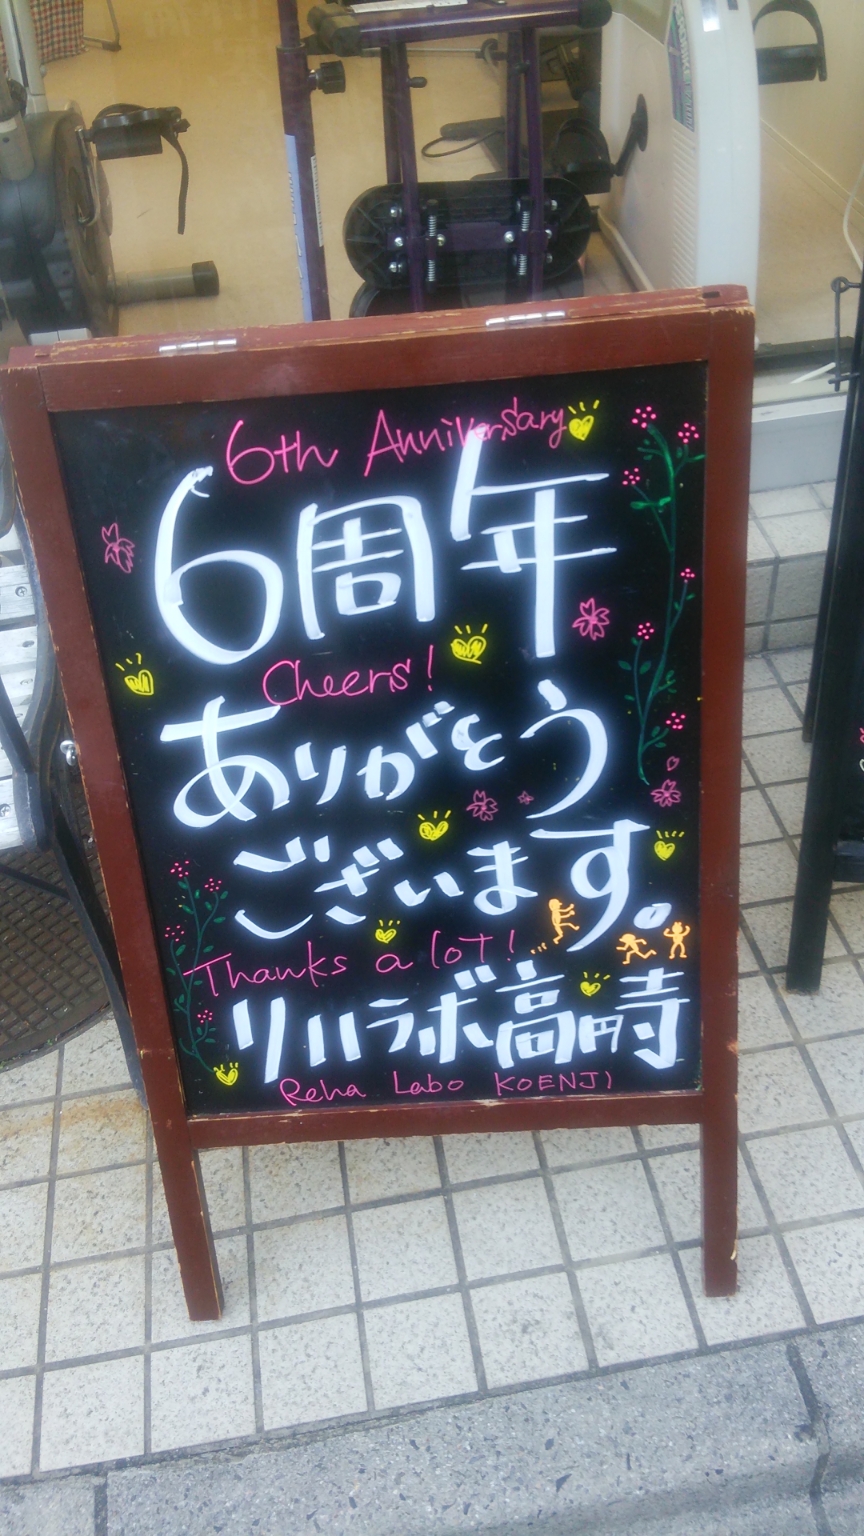 6th Anniversary
6周年
Cheers!
ありがとう
ございます。
Thanks a lot!
リハラボ高円寺
Reha Labo KOENJI